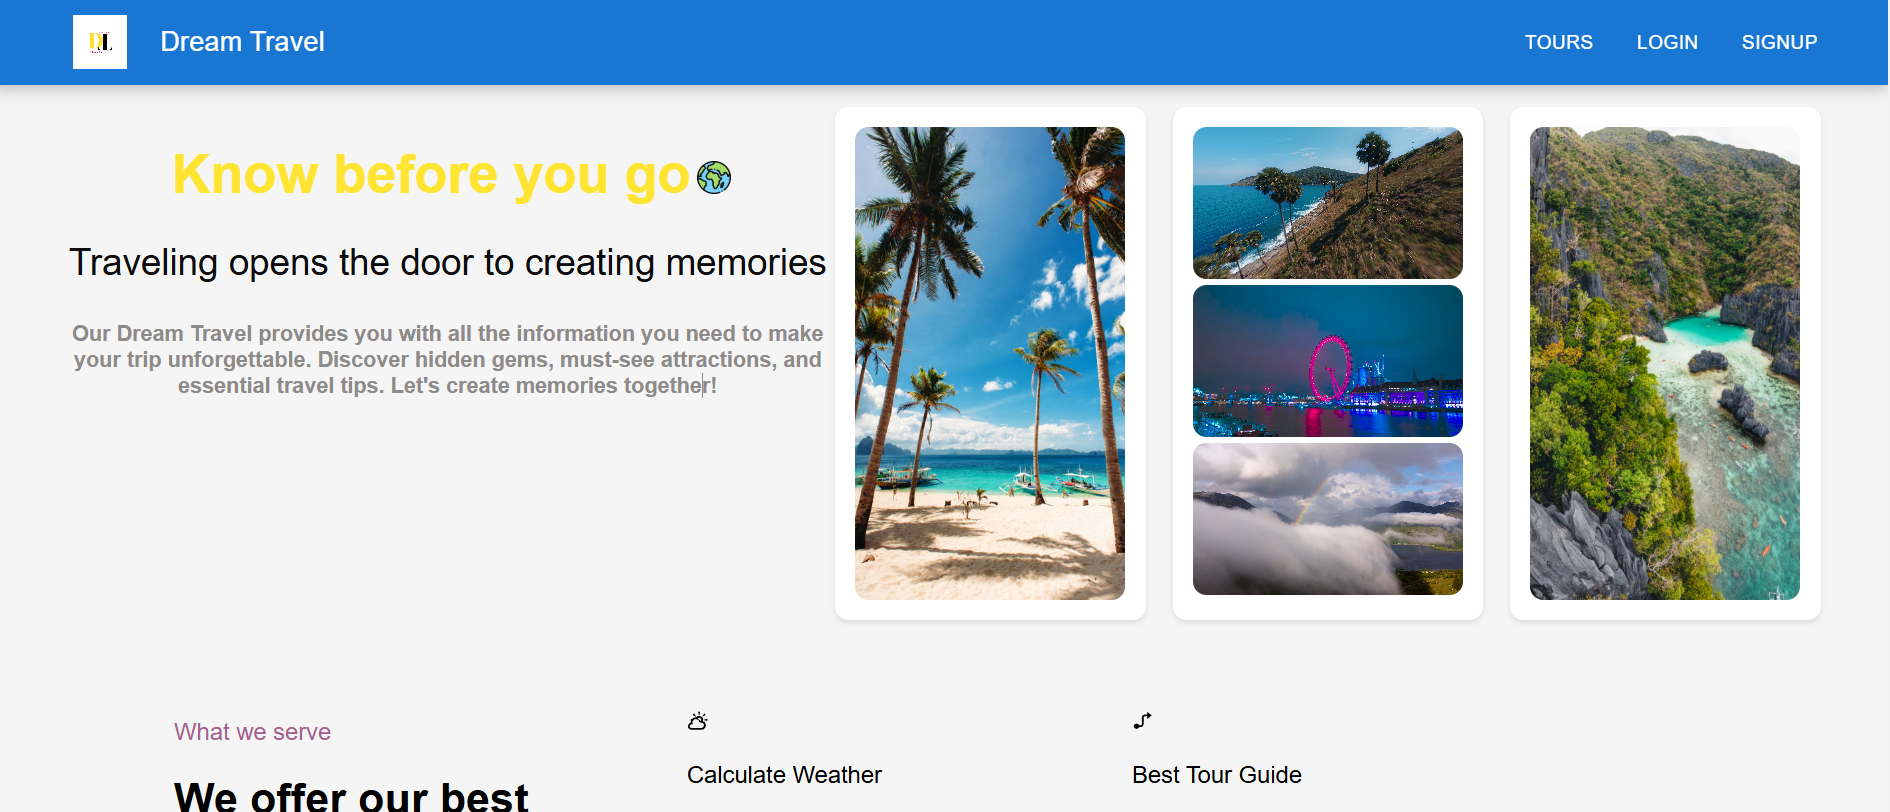 DL
Dream Travel
TOURS
LOGIN
SIGNUP
Know before you go
Traveling opens the door to creating memories
Our Dream Travel provides you with all the information you need to make
your trip unforgettable. Discover hidden gems, must-see attractions, and
essential travel tips. Let's create memories together!
What we serve
We offer our best
Calculate Weather
Best Tour Guide